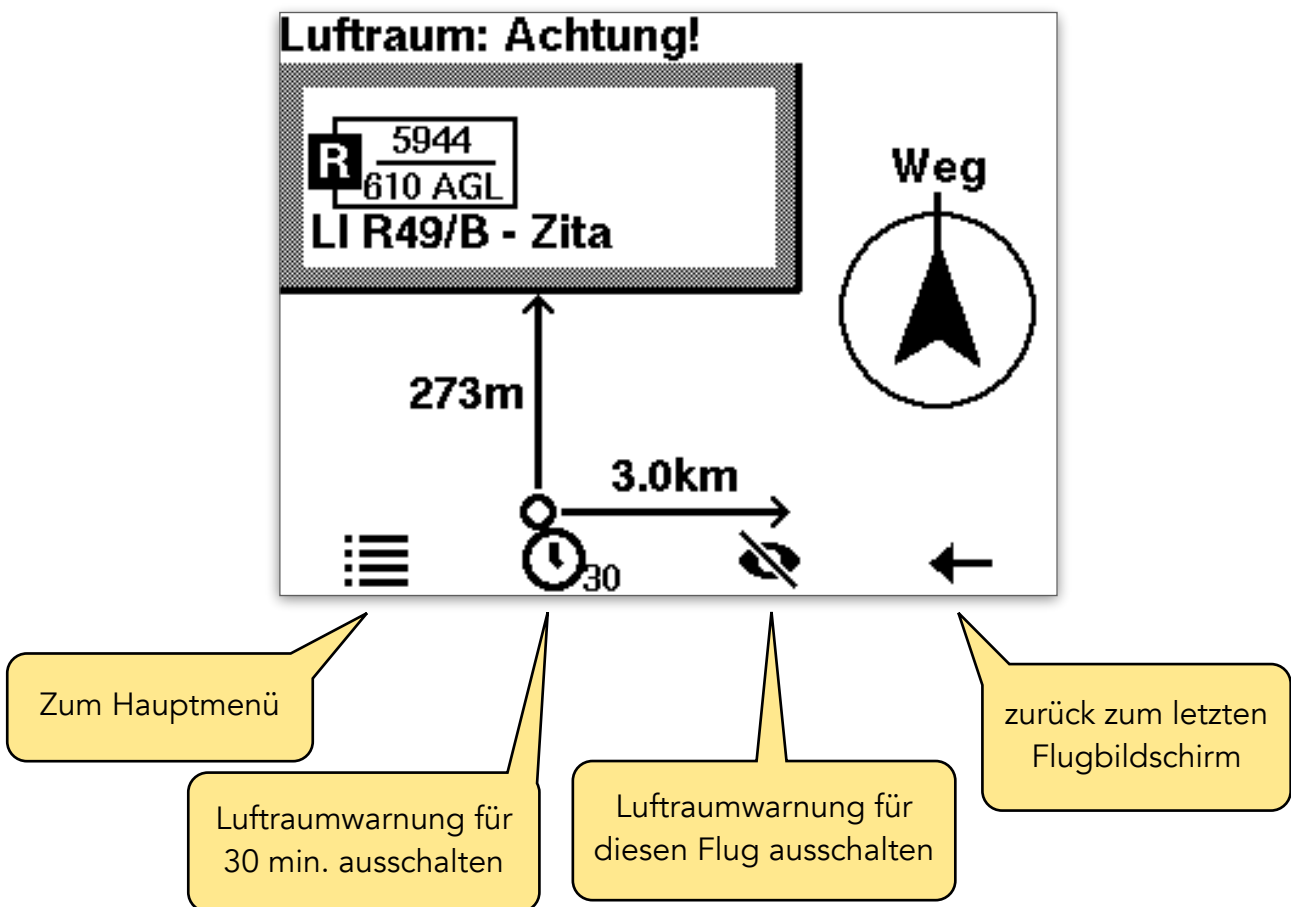 Luftraum: Achtung!
R
5944
610 AGL
LI R49/B - Zita
Weg
273m
3.0km
30
Zum Hauptmenü
Luftraumwarnung für
30 min. ausschalten
Luftraumwarnung für
diesen Flug ausschalten
zurück zum letzten
Flugbildschirm